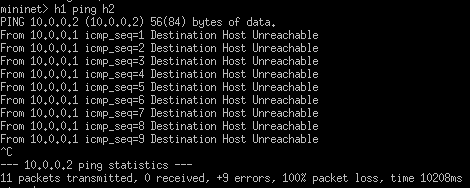 mininet> h1 ping h2
PING 10.0.0.2 (10.0.0.2) 56(84) bytes of data.
From 10.0.0.1 icmp_seq=1 Destination Host Unreachable
From 10.0.0.1 icmp_seq=2 Destination Host Unreachable
From 10.0.0.1 icmp_seq=3 Destination Host Unreachable
From 10.0.0.1 icmp_seq=4 Destination Host Unreachable
From 10.0.0.1 icmp_seq=5 Destination Host Unreachable
From 10.0.0.1 icmp_seq=6 Destination Host Unreachable
From 10.0.0.1 icmp_seq=7 Destination Host Unreachable
From 10.0.0.1 icmp_seq=8 Destination Host Unreachable
From 10.0.0.1 icmp_seq=9 Destination Host Unreachable
^C
--- 10.0.0.2 ping statistics ---
11 packets transmitted, 0 received, +9 errors, 100% packet loss, time 10208ms